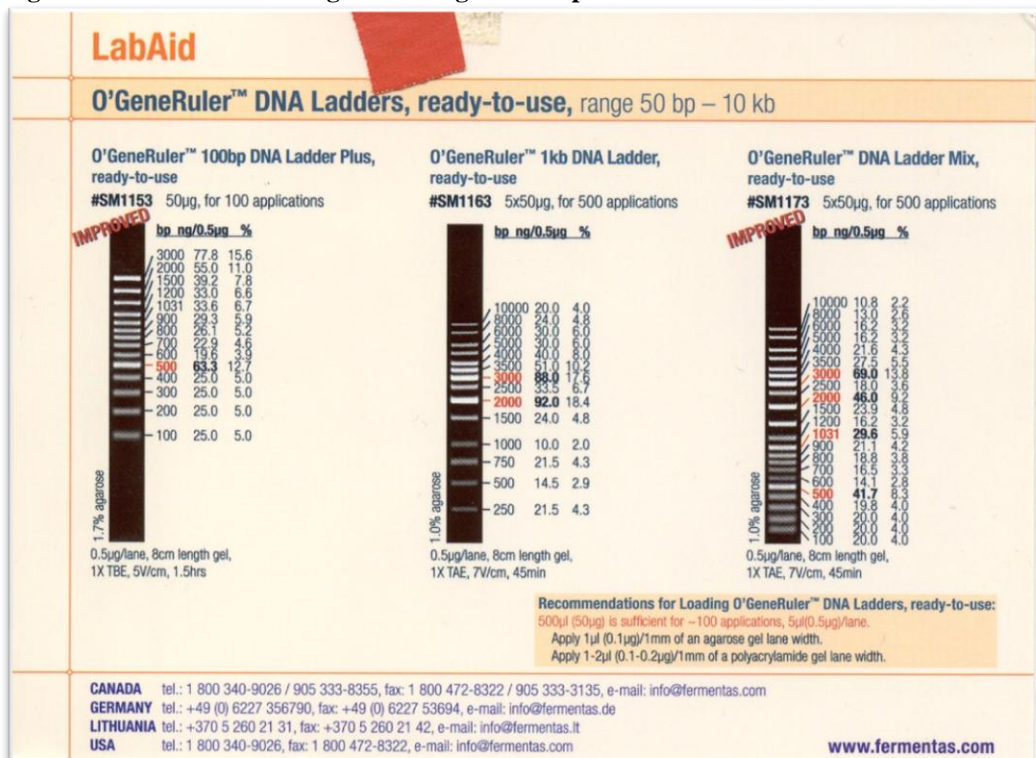 LabAid
O'GeneRuler™ DNA Ladders, ready-to-use, range 50 bp – 10 kb
O'GeneRuler™ 100bp DNA Ladder Plus,
ready-to-use
#SM1153 50µg, for 100 applications
IMPROVED
bp ng/0.5µg %
3000 77.8 15.6
2000 55.0 11.0
1500 39.2 7.8
1200 33.0 6.6
1031 33.6 6.7
900 29.3 5.9
800 26.1 5.2
700 22.9 4.6
600 19.6 3.9
500 63.3 12.7
400 25.0 5.0
300 25.0 5.0
200 25.0 5.0
100 25.0 5.0
1.7% agarose
0.5µg/lane, 8cm length gel,
1X TBE, 5V/cm, 1.5hrs
O'GeneRuler™ 1kb DNA Ladder,
ready-to-use
#SM1163 5x50µg, for 500 applications
bp ng/0.5µg %
10000 20.0 4.0
8000 24.0 4.8
6000 30.0 6.0
5000 30.0 6.0
4000 40.0 8.0
3500 51.0 10.2
3000 88.0 17.6
2500 33.5 6.7
2000 92.0 18.4
1500 24.0 4.8
1000 10.0 2.0
750 21.5 4.3
500 14.5 2.9
250 21.5 4.3
1.0% agarose
0.5µg/lane, 8cm length gel,
1X TAE, 7V/cm, 45min
O'GeneRuler™ DNA Ladder Mix,
ready-to-use
#SM1173 5x50µg, for 500 applications
IMPROVED
bp ng/0.5µg %
10000 10.8 2.2
8000 13.0 2.6
6000 16.2 3.2
5000 16.2 3.2
4000 21.6 4.3
3500 27.5 5.5
3000 69.0 13.8
2500 18.0 3.6
2000 46.0 9.2
1500 23.9 4.8
1200 16.2 3.2
1031 29.6 5.9
900 21.1 4.2
800 18.8 3.8
700 16.5 3.3
600 14.1 2.8
500 41.7 8.3
400 19.8 4.0
300 20.0 4.0
200 20.0 4.0
100 20.0 4.0
1.0% agarose
0.5µg/lane, 8cm length gel,
1X TAE, 7V/cm, 45min
Recommendations for Loading O'GeneRuler™ DNA Ladders, ready-to-use:
500µl (50µg) is sufficient for ~100 applications, 5µl(0.5µg)/lane.
Apply 1µl (0.1µg)/1mm of an agarose gel lane width.
Apply 1-2µl (0.1-0.2µg)/1mm of a polyacrylamide gel lane width.
CANADA tel.: 1 800 340-9026 / 905 333-8355, fax: 1 800 472-8322 / 905 333-3135, e-mail: info@fermentas.com
GERMANY tel.: +49 (0) 6227 356790, fax: +49 (0) 6227 53694, e-mail: info@fermentas.de
LITHUANIA tel.: +370 5 260 21 31, fax: +370 5 260 21 42, e-mail: info@fermentas.lt
USA tel.: 1 800 340-9026, fax: 1 800 472-8322, e-mail: info@fermentas.com
www.fermentas.com